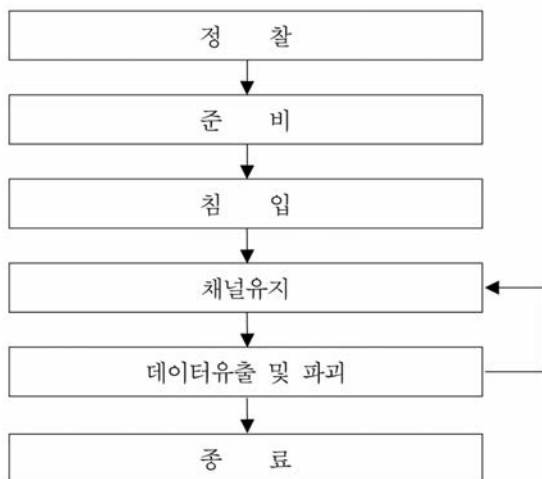 정 찰
준 비
침 입
채널유지
데이터유출 및 파괴
종 료